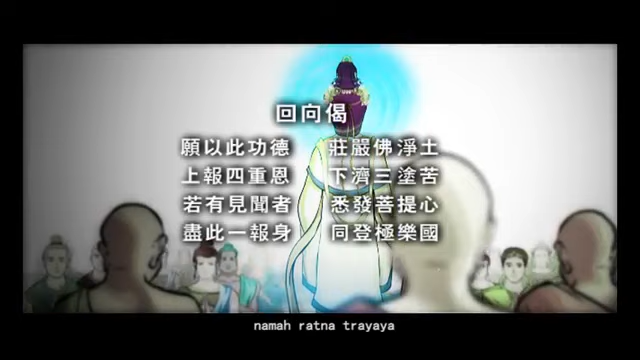 回向偈
願以此功德 莊嚴佛淨土
上報四重恩 下濟三塗苦
若有見聞者 悉發菩提心
盡此一報身 同登極樂國
namah ratna trayaya